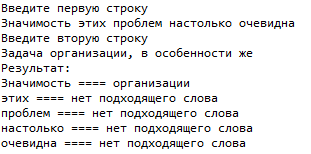 Введите первую строку
Значимость этих проблем настолько очевидна
Введите вторую строку
Задача организации, в особенности же
Результат:
Значимость ==== организации
этих ==== нет подходящего слова
проблем ==== нет подходящего слова
настолько ==== нет подходящего слова
очевидна ==== нет подходящего слова